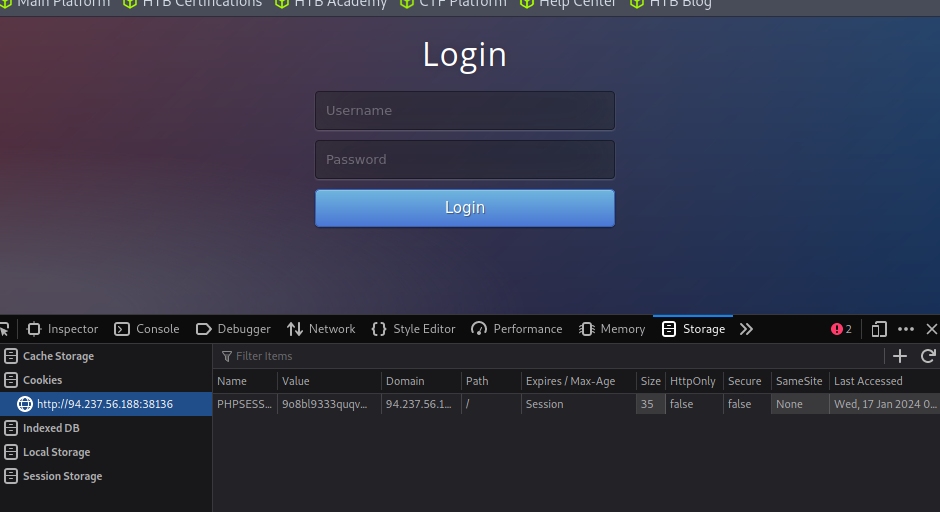 Main Platform HTB Certifications HTB Academy CTF Platform Help Center HTB Blog
Login
Username
Password
Login
Inspector Console Debugger Network {} Style Editor Performance Memory Storage 2
Cache Storage Filter Items
Cookies Name Value Domain Path Expires / Max-Age Size HttpOnly Secure SameSite Last Accessed
http://94.237.56.188:38136 PHPSESS... 9o8bl9333quqv... 94.237.56.1... / Session 35 false false None Wed, 17 Jan 2024 0...
Indexed DB
Local Storage
Session Storage